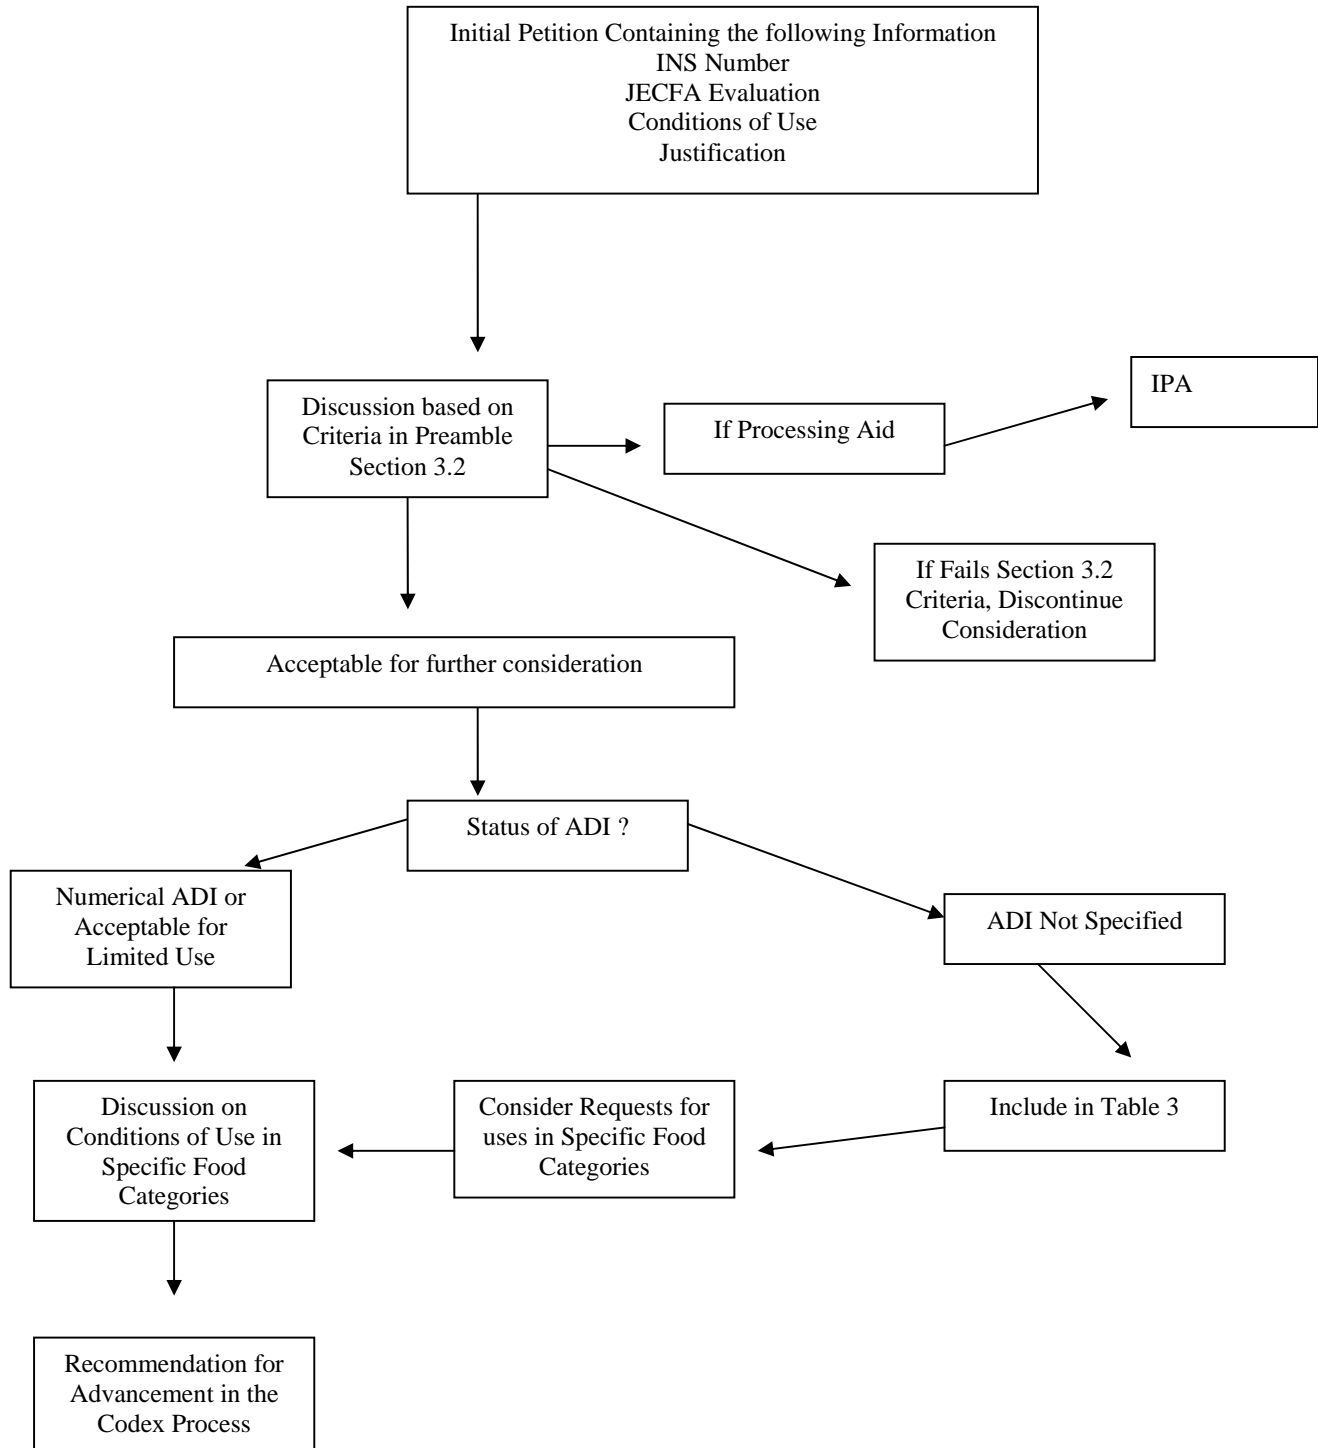 Initial Petition Containing the following Information
INS Number
JECFA Evaluation
Conditions of Use
Justification
Discussion based on
Criteria in Preamble
Section 3.2
If Processing Aid
IPA
If Fails Section 3.2
Criteria, Discontinue
Consideration
Acceptable for further consideration
Status of ADI ?
Numerical ADI or
Acceptable for
Limited Use
ADI Not Specified
Discussion on
Conditions of Use in
Specific Food
Categories
Consider Requests for
uses in Specific Food
Categories
Include in Table 3
Recommendation for
Advancement in the
Codex Process